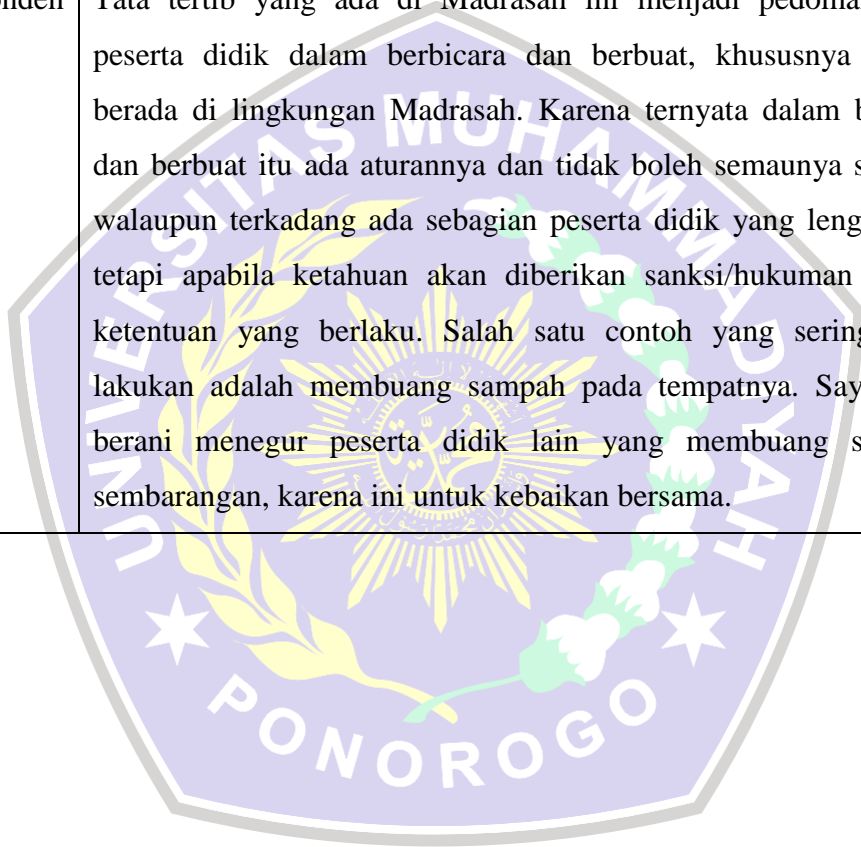 Tata tertib yang ada di Madrasah ini menjadi
peserta didik dalam berbicara dan berbuat, khususnya
berada di lingkungan Madrasah. Karena ternyata dalam
dan berbuat itu ada aturannya dan tidak boleh semaunya
walaupun terkadang ada sebagian peserta didik yang
tetapi apabila ketahuan akan diberikan sanksi/hukuman
ketentuan yang berlaku. Salah satu contoh yang sering
lakukan adalah membuang sampah pada tempatnya.
berani menegur peserta didik lain yang membuang
sembarangan, karena ini untuk kebaikan bersama.
UNIVERSITAS MUHAMMADIYAH
PONOROGO